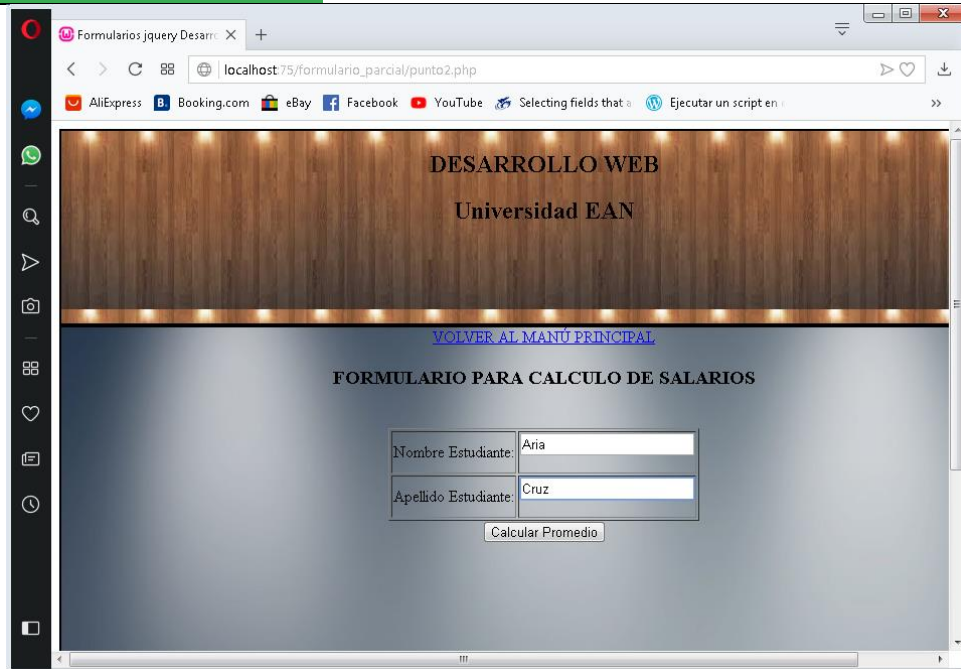 Formularios jquery Desarr
localhost:75/formulario_parcial/punto2.php
AliExpress B. Booking.com eBay Facebook YouTube Selecting fields that a Ejecutar un script en
DESARROLLO WEB
Universidad EAN
VOLVER AL MANÚ PRINCIPAL
FORMULARIO PARA CALCULO DE SALARIOS
Nombre Estudiante: Aria
Apellido Estudiante: Cruz
Calcular Promedio